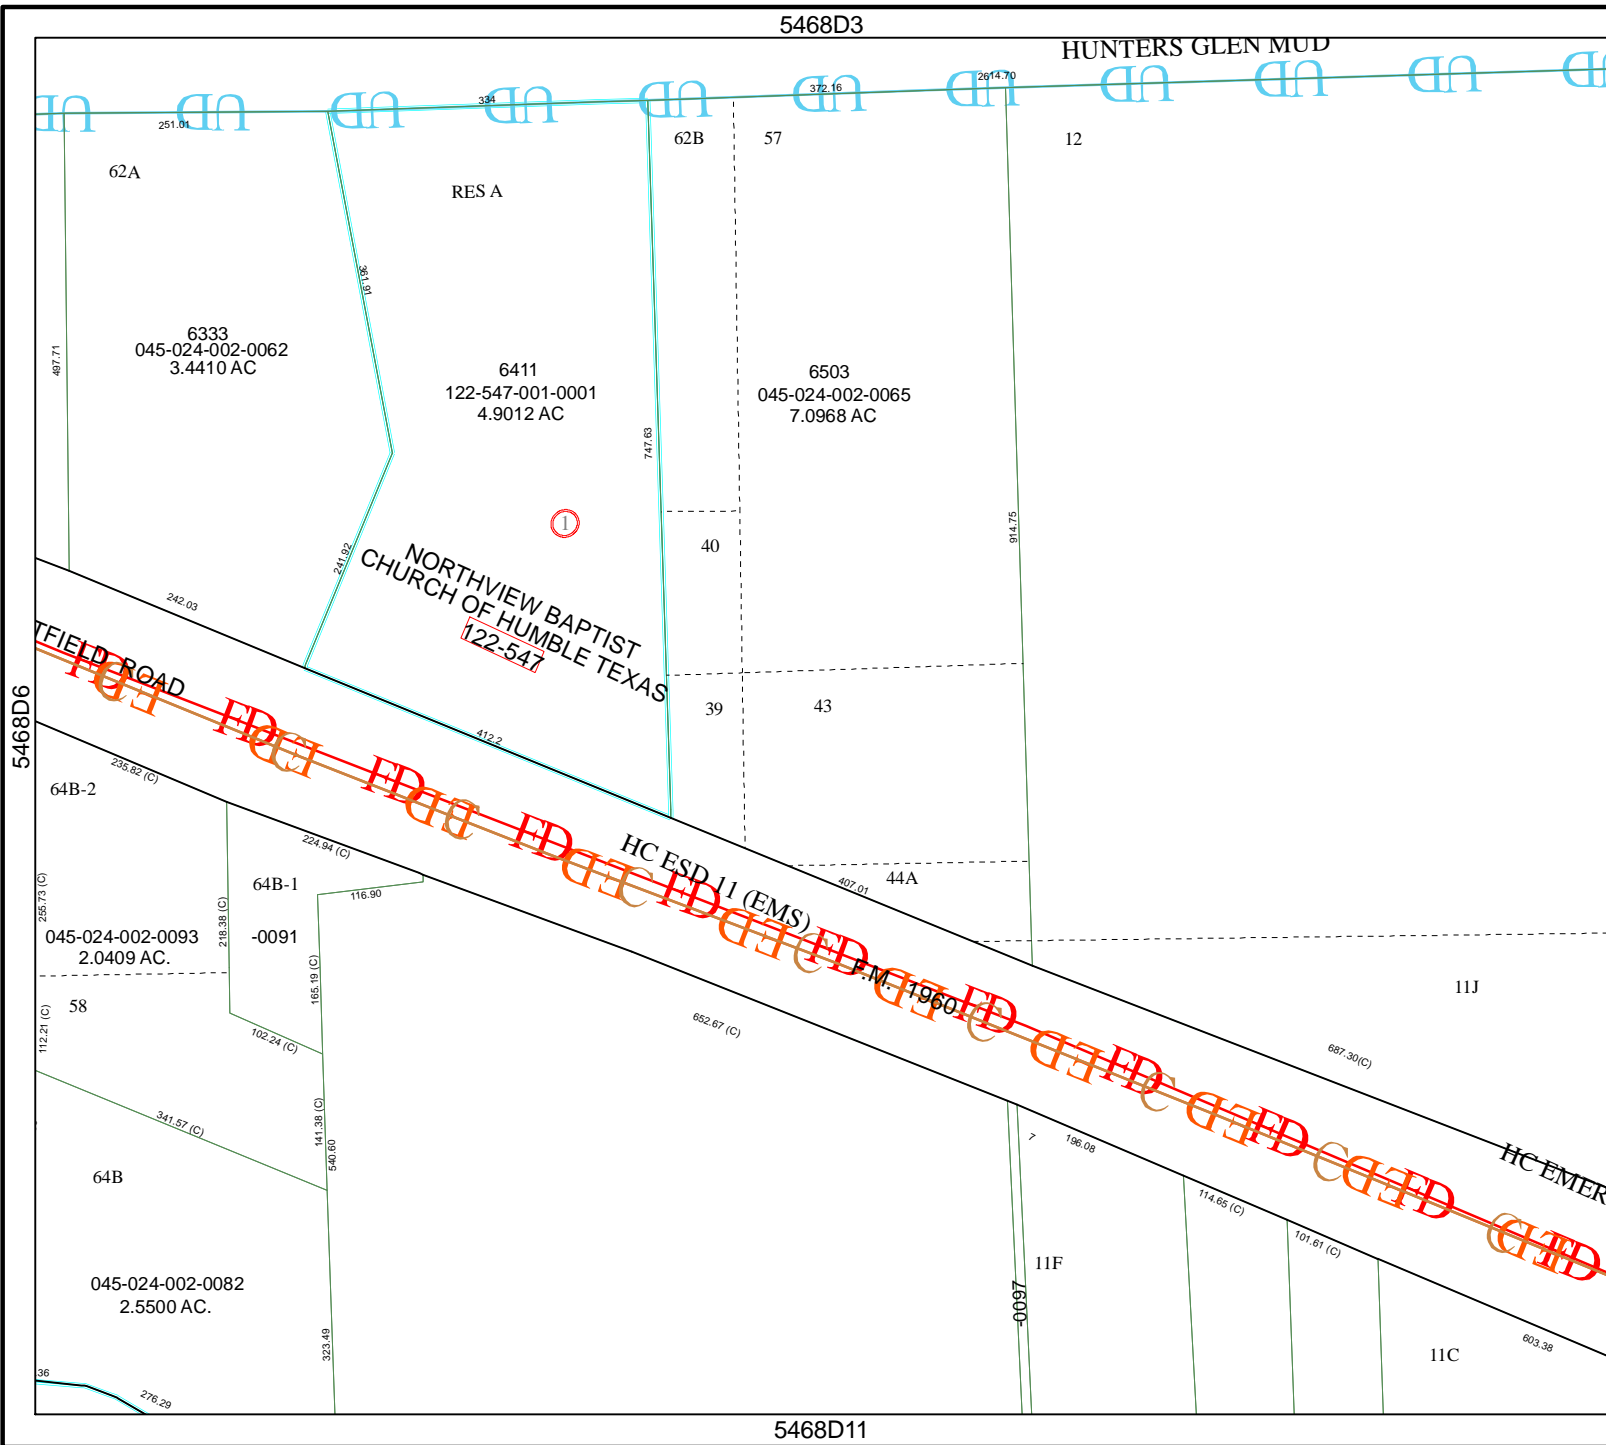 5468D3
HUNTERS GLEN MUD
2614.70
372.16
334
251.01
62A
RES A
62B
57
12
361.91
497.71
6333
045-024-002-0062
3.4410 AC
6411
122-547-001-0001
4.9012 AC
6503
045-024-002-0065
7.0968 AC
747.63
914.75
1
40
241.92
NORTHVIEW BAPTIST
CHURCH OF HUMBLE TEXAS
122-547
242.03
TFIELD ROAD
39
43
412.2
5468D6
235.82 (C)
64B-2
224.94 (C)
HC ESD 11 (EMS)
407.01
44A
64B-1
116.90
255.73 (C)
218.38 (C)
045-024-002-0093
2.0409 AC.
-0091
165.19 (C)
F.M. 1960
58
11J
112.21 (C)
102.24 (C)
652.67 (C)
687.30(C)
341.57 (C)
141.38 (C)
540.60
7
196.08
HC EMER
64B
114.65 (C)
101.61 (C)
11F
-0097
045-024-002-0082
2.5500 AC.
323.49
603.38
11C
36
276.29
5468D11